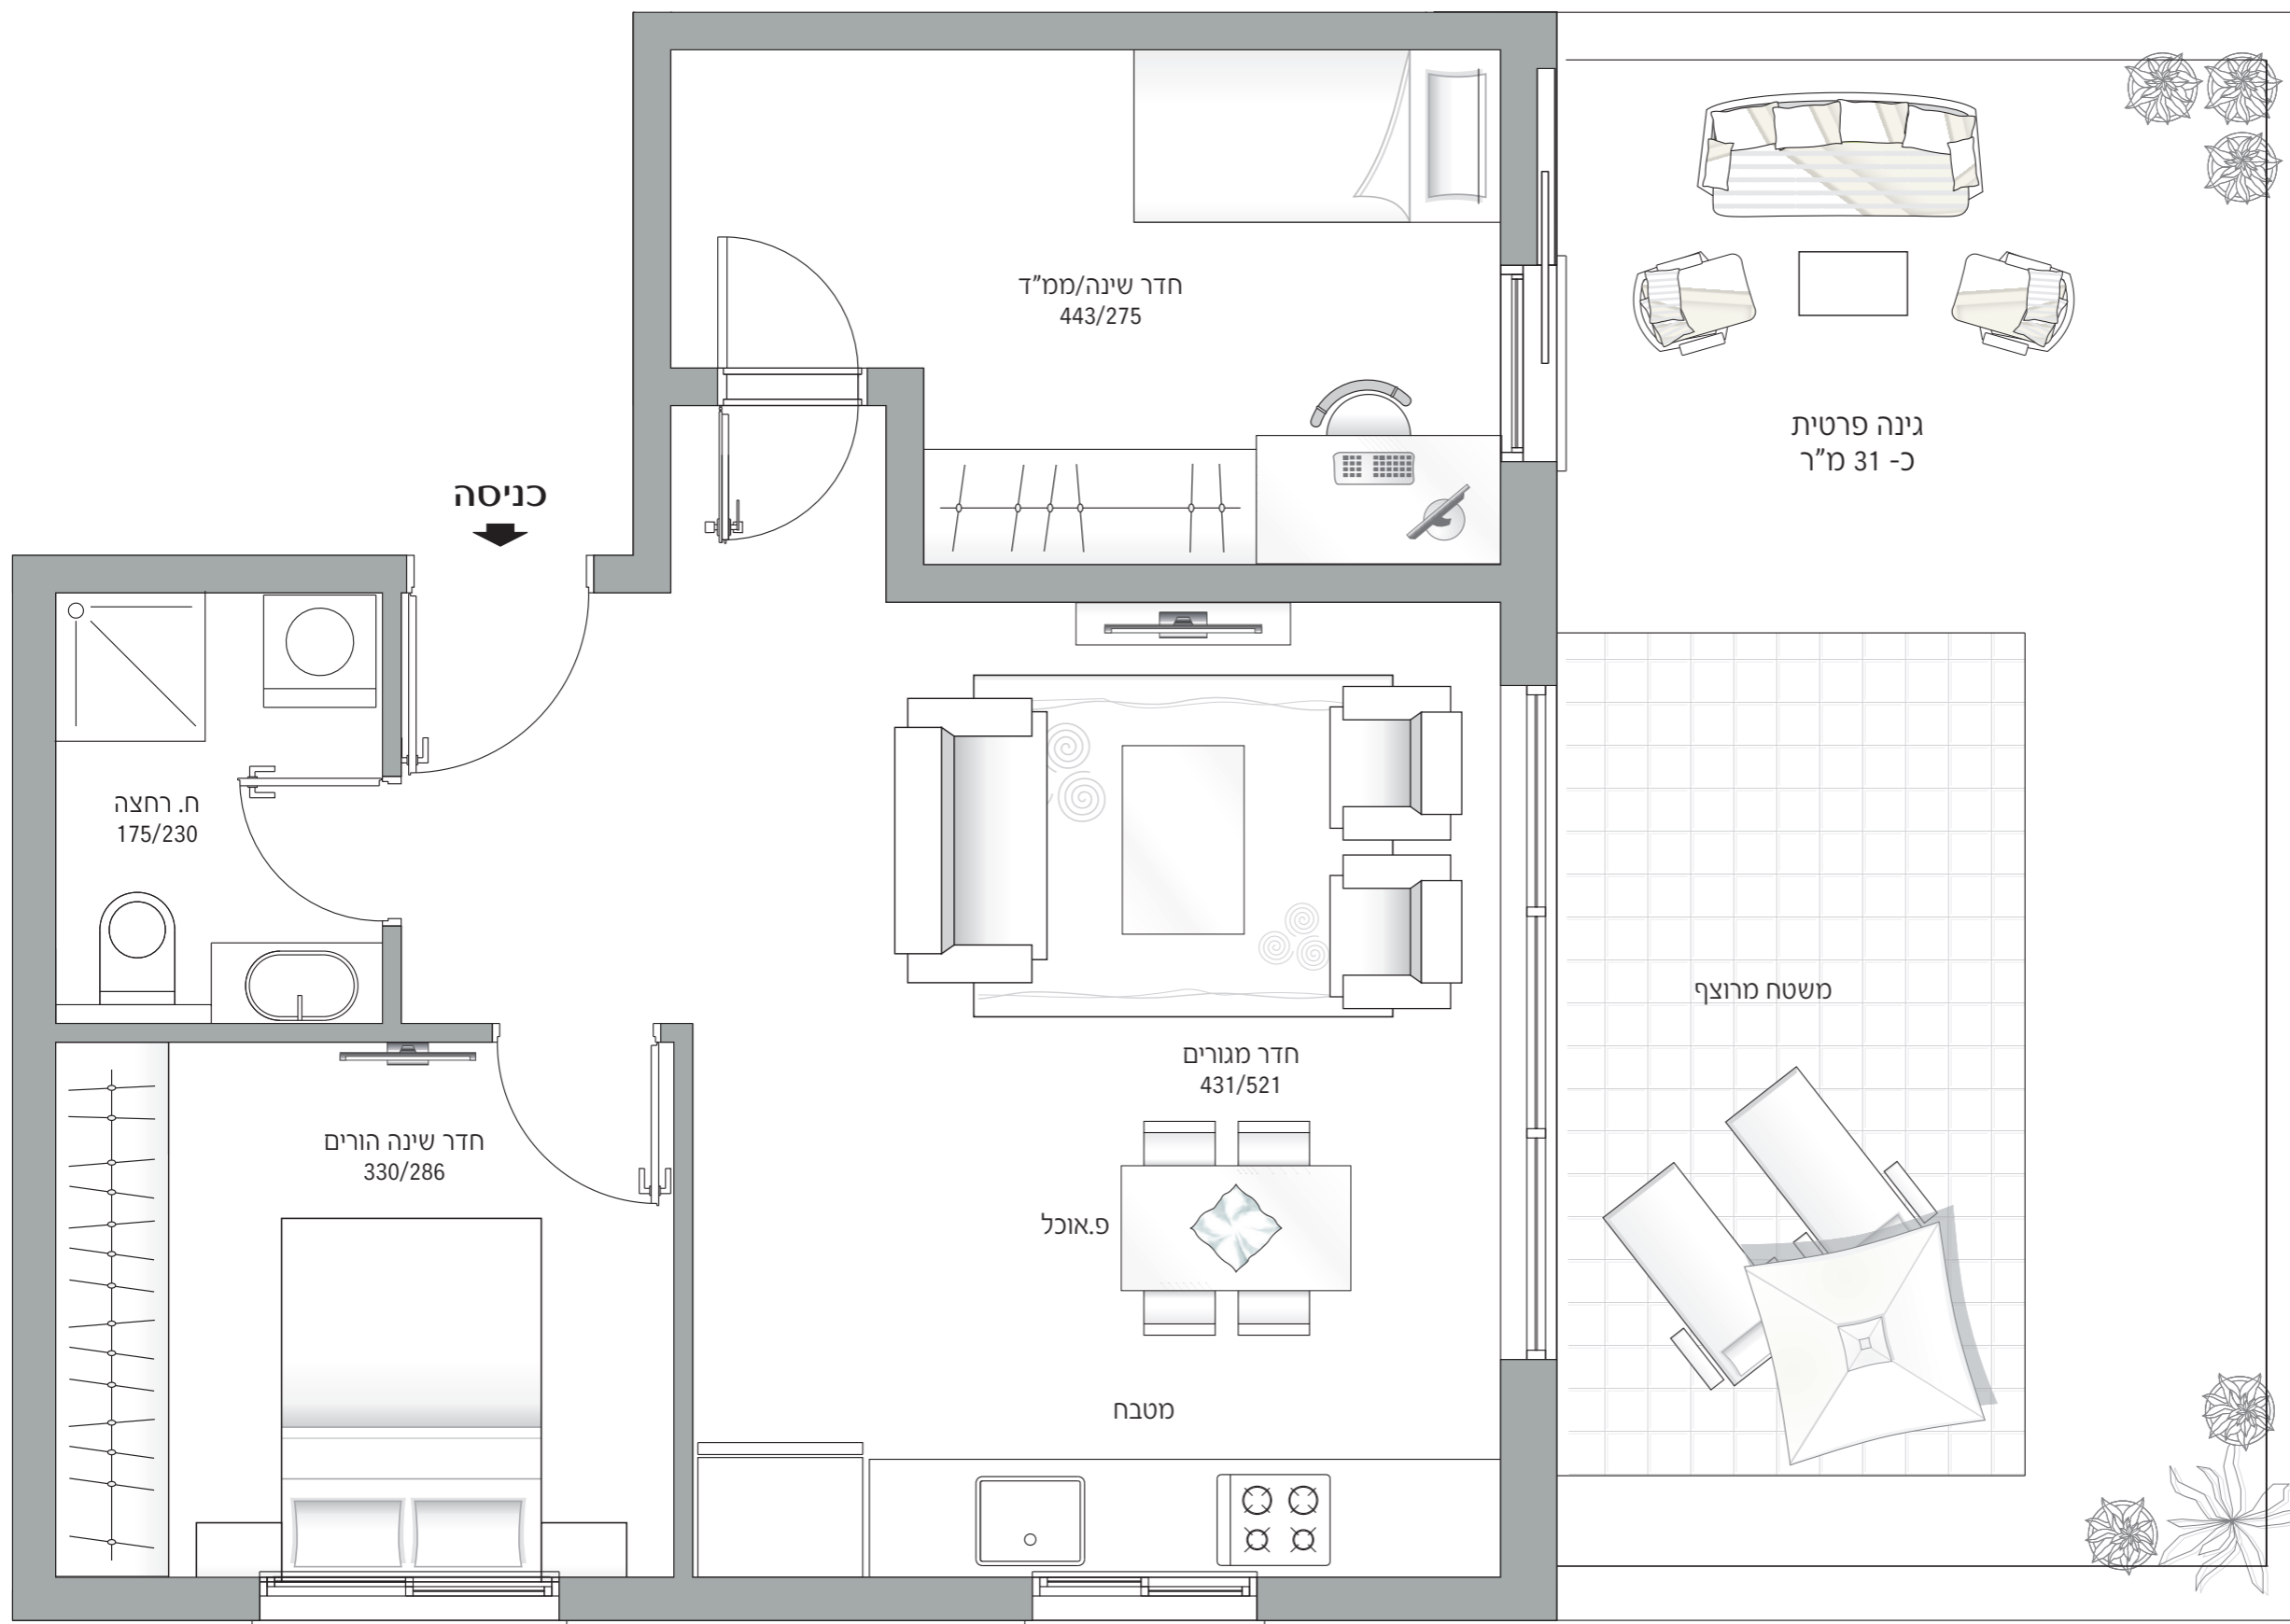 חדר שינה/ממ"ד
443/275
גינה פרטית
כ- 31 מ"ר
כניסה
ח. רחצה
175/230
משטח מרוצף
חדר מגורים
431/521
חדר שינה הורים
330/286
פ.אוכל
מטבח